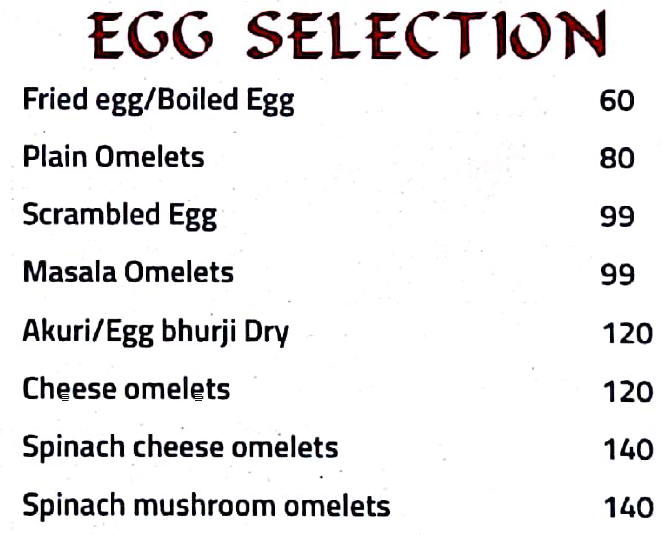 EGG SELECTION
Fried egg/Boiled Egg 60
Plain Omelets 80
Scrambled Egg 99
Masala Omelets 99
Akuri/Egg bhurji Dry 120
Cheese omelets 120
Spinach cheese omelets 140
Spinach mushroom omelets 140